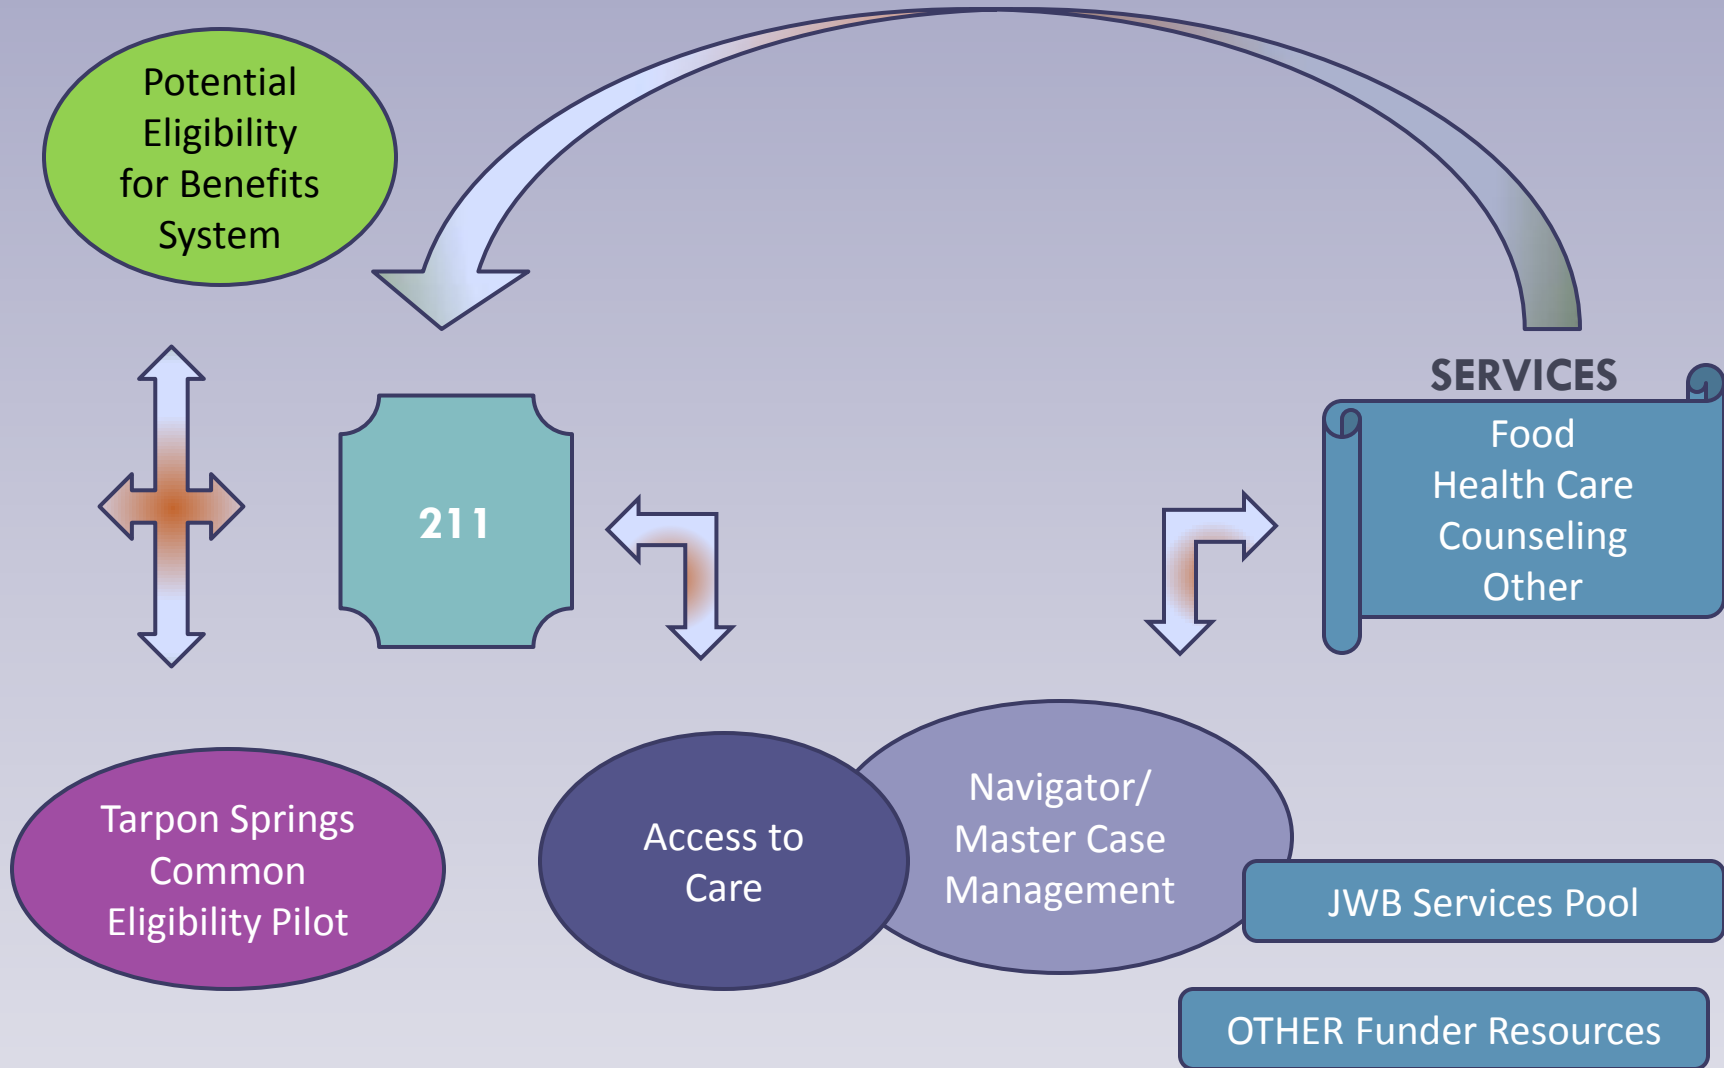 Potential
Eligibility
for Benefits
System
211
SERVICES
Food
Health Care
Counseling
Other
Tarpon Springs
Common
Eligibility Pilot
Access to
Care
Navigator/
Master Case
Management
JWB Services Pool
OTHER Funder Resources